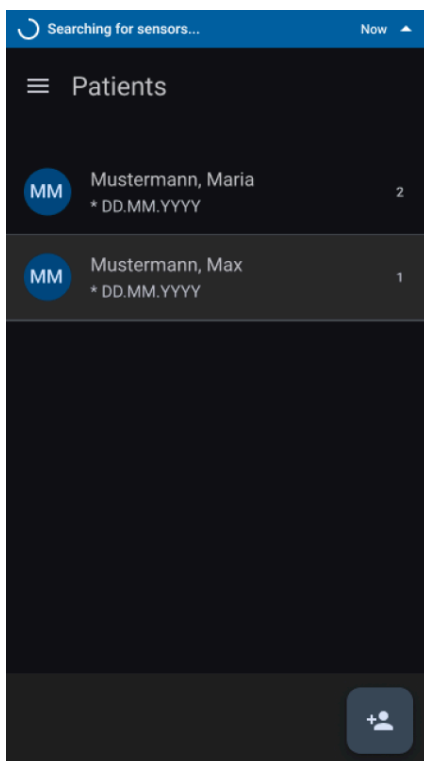 Searching for sensors... Now
Patients
MM Mustermann, Maria 2
* DD.MM.YYYY
MM Mustermann, Max 1
* DD.MM.YYYY